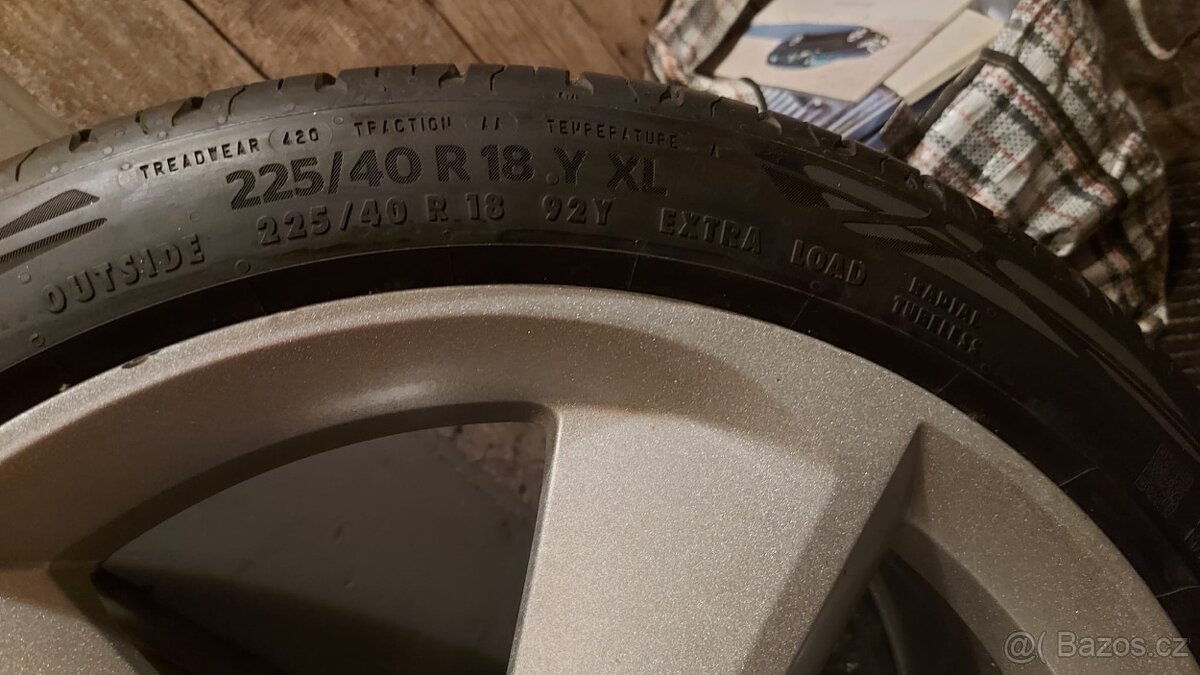 TREADWEAR 420 TRACTION AA TEMPERATURE A
225/40 R 18 Y XL
225/40 R 18 92Y EXTRA LOAD
OUTSIDE
RADIAL
TUBELESS
@( Bazos.cz